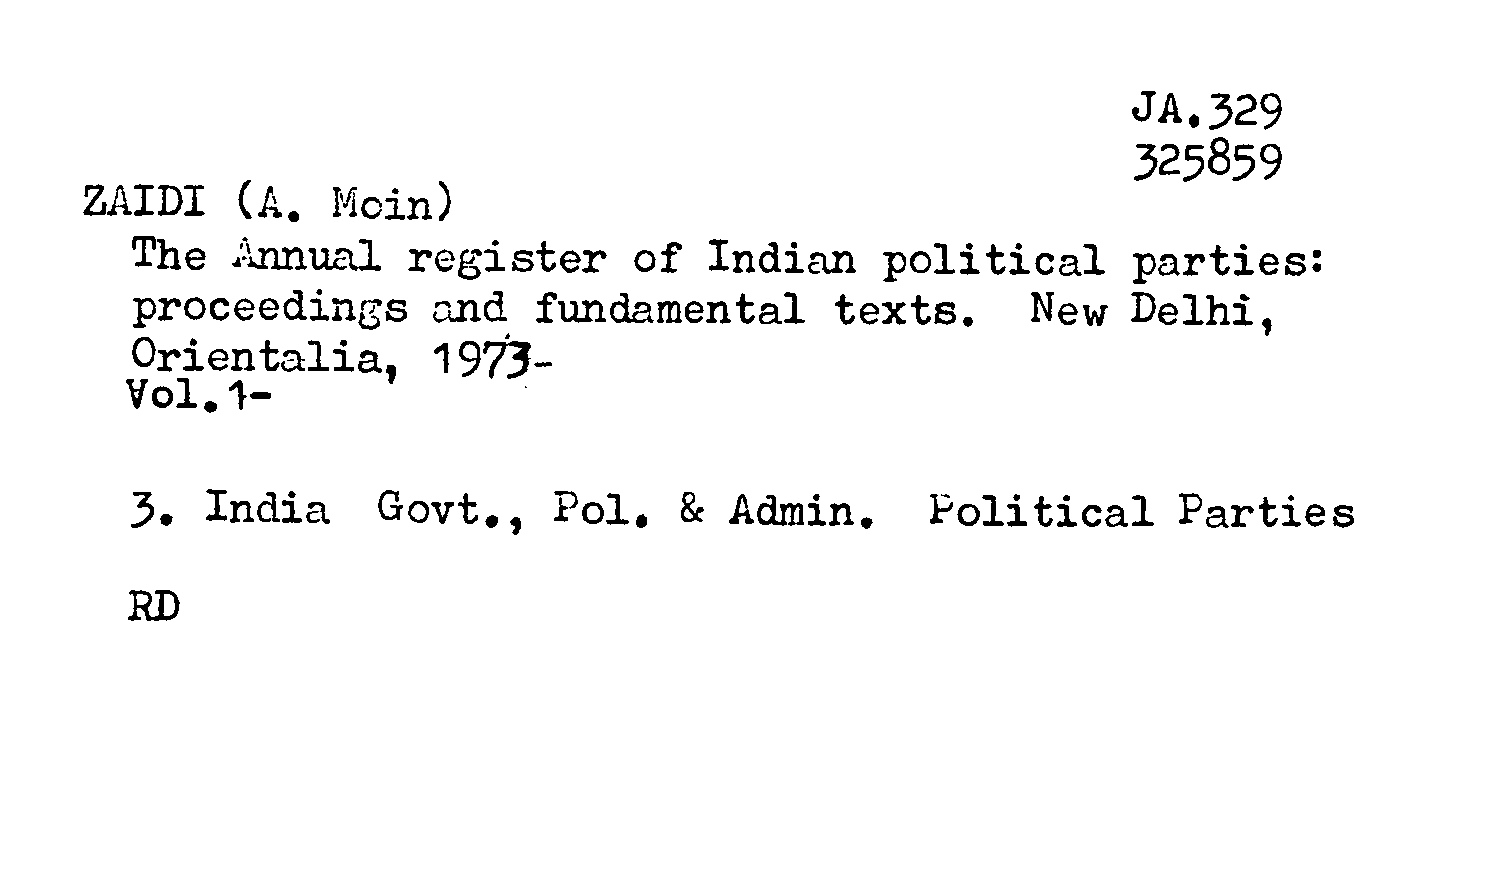 JA.329
325859
ZAIDI (A. Moin)
The Annual register of Indian political parties:
proceedings and fundamental texts. New Delhi,
Orientalia, 1973-
Vol.1-
3. India Govt., Pol. & Admin. Political Parties
RD